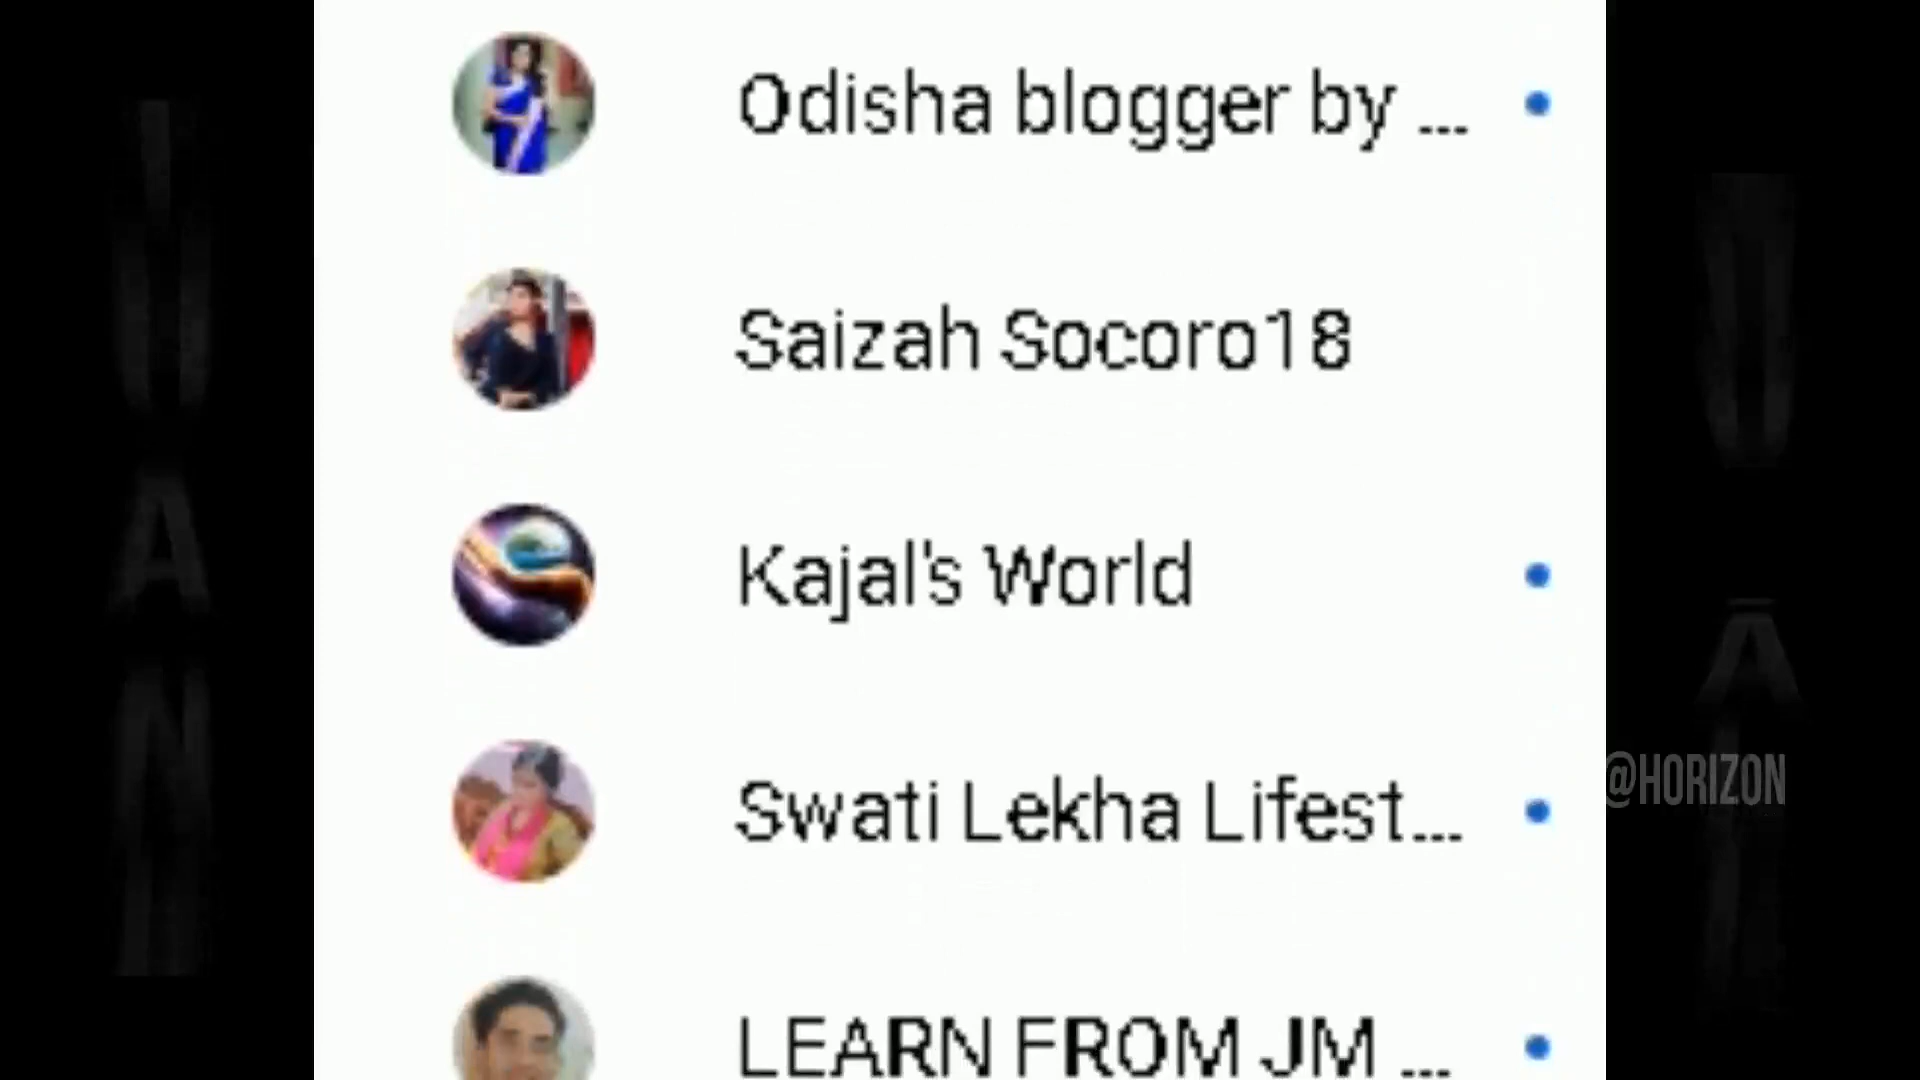 Odisha blogger by ...
Saizah Socoro18
Kajal's World
Swati Lekha Lifest...
@HORIZON
LEARN FROM JM ...